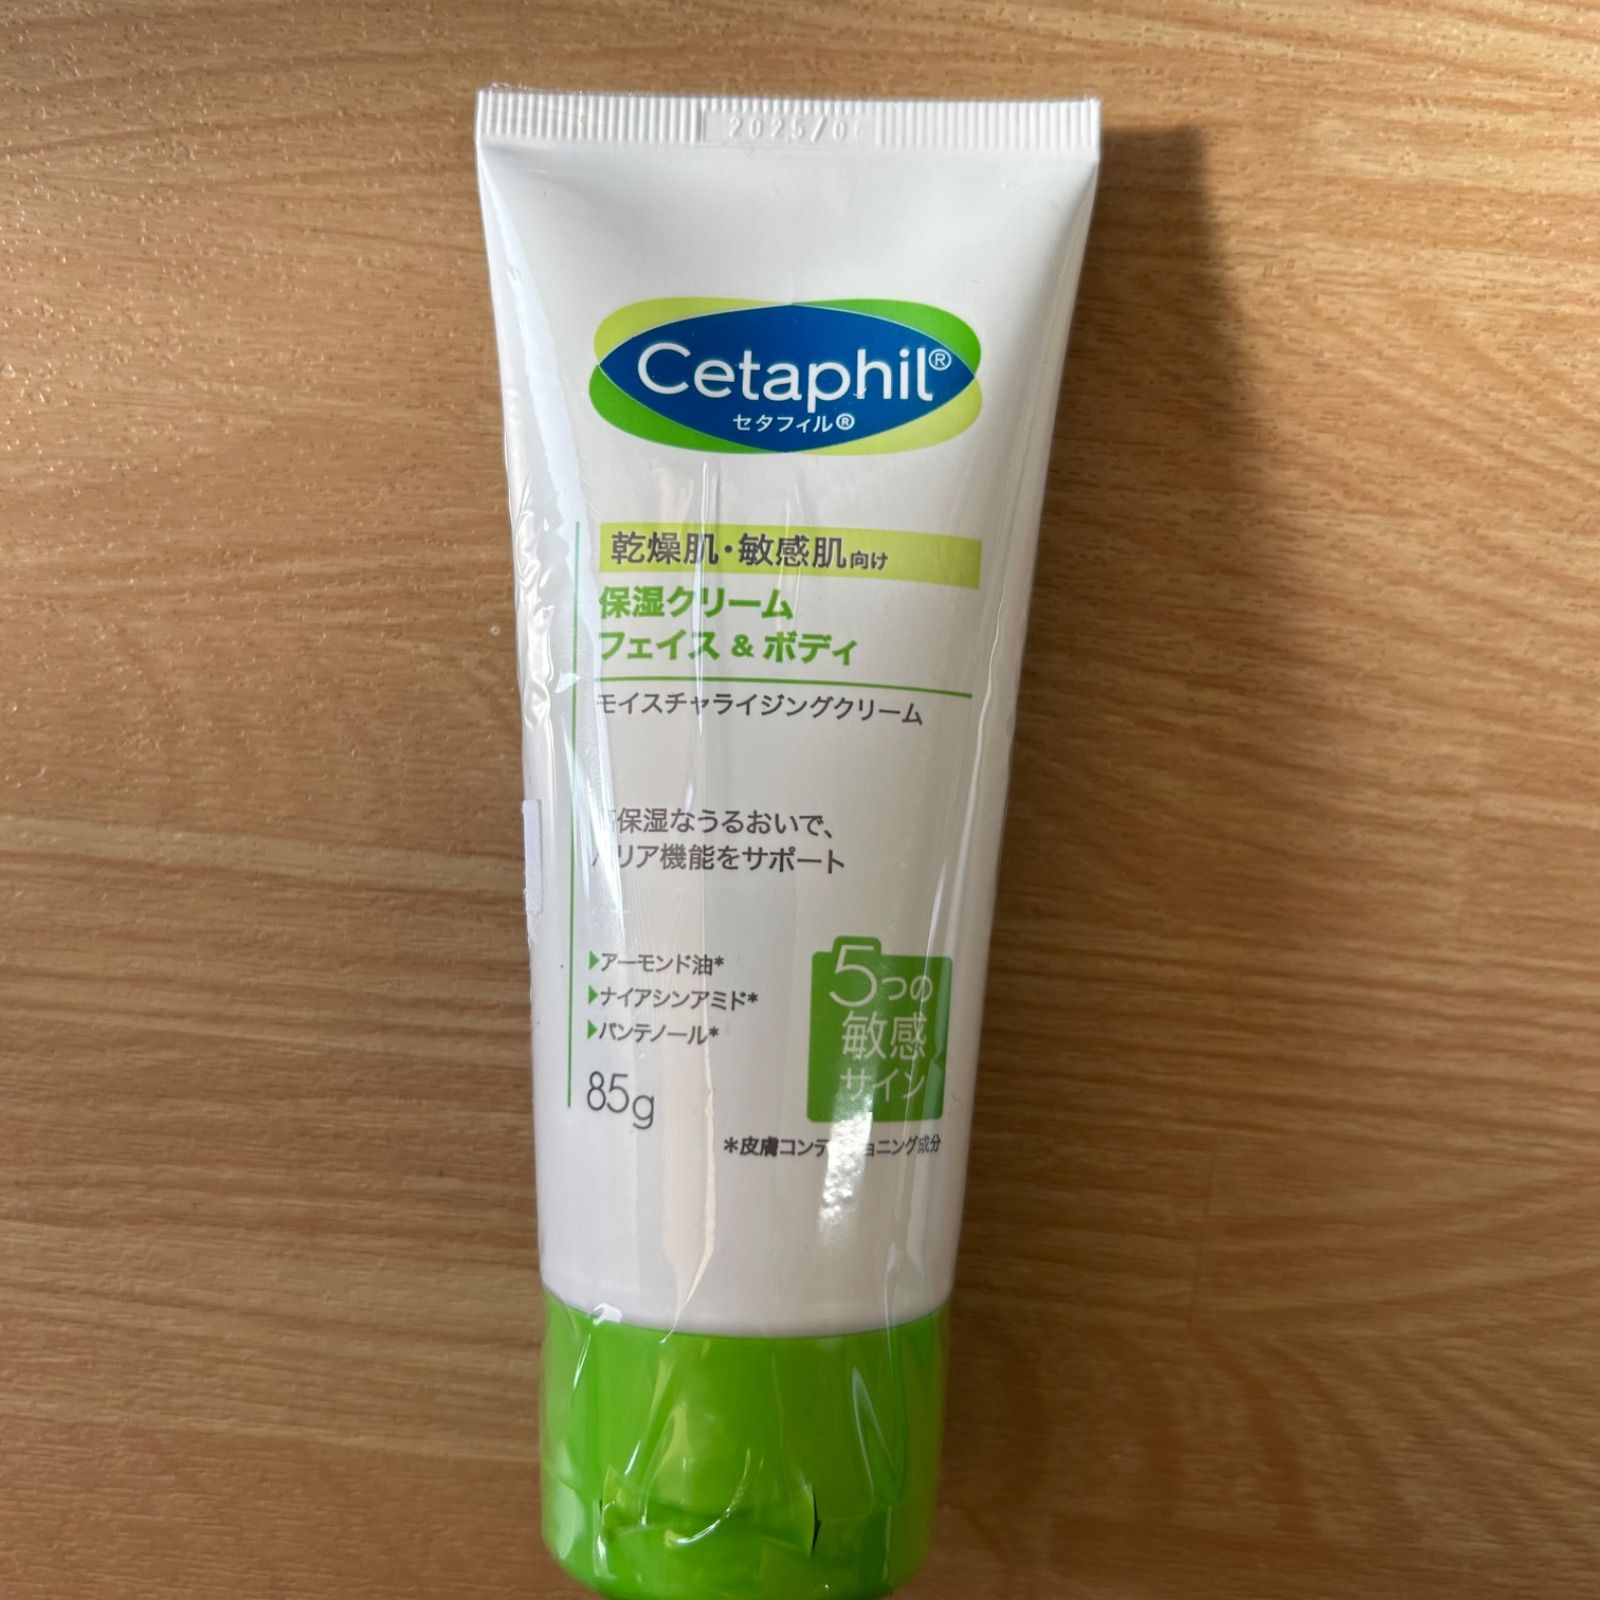 2025/0
Cetaphil®
セタフィル®
乾燥肌・敏感肌向け
保湿クリーム
フェイス & ボディ
モイスチャライジングクリーム
保湿なうるおいで、
バリア機能をサポート
アーモンド油*
ナイアシンアミド*
パンテノール*
85g
5つの
敏感
サイン
*皮膚コンディショニング成分